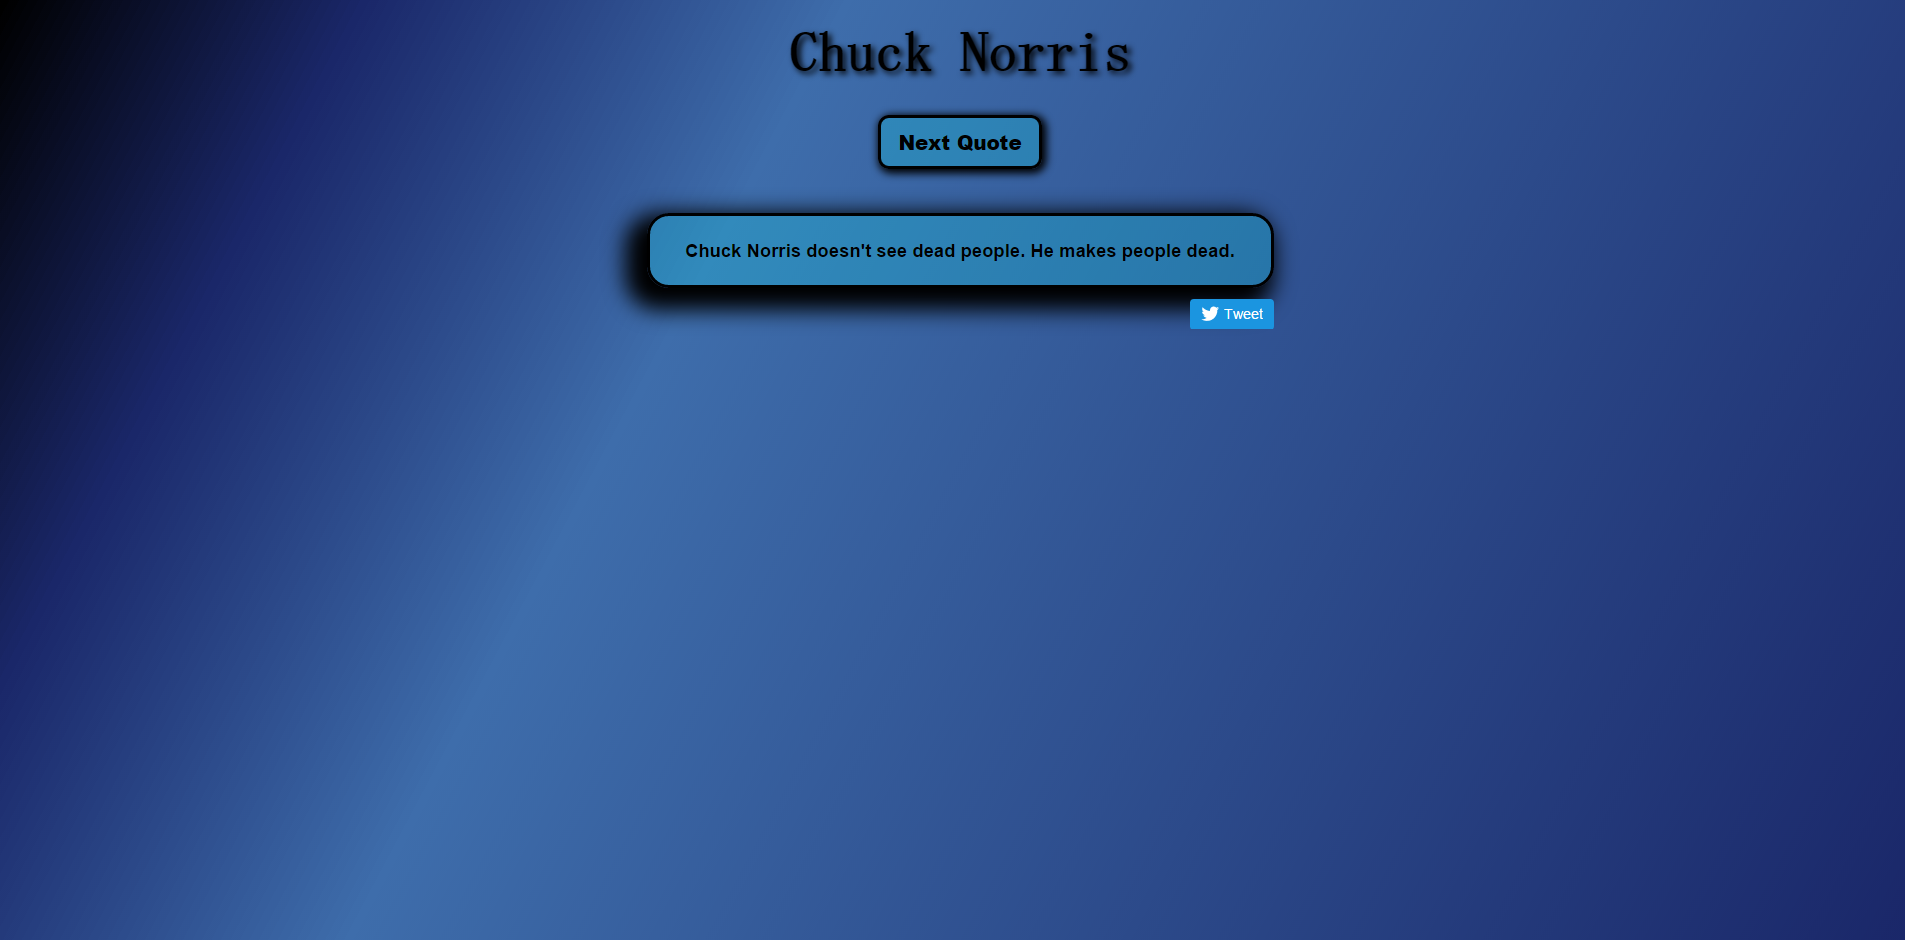 Chuck Norris
Next Quote
Chuck Norris doesn't see dead people. He makes people dead.
Tweet